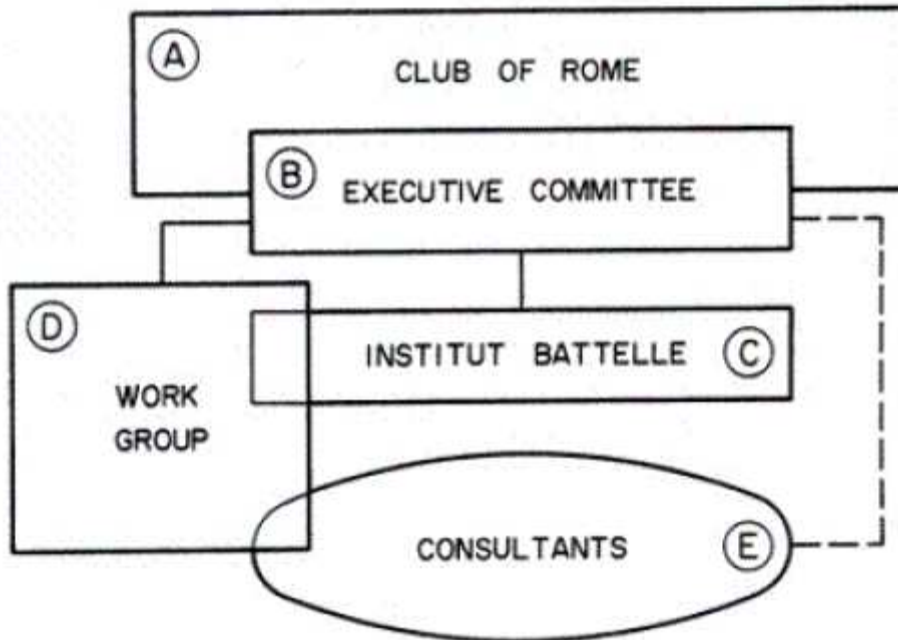 A
CLUB OF ROME
B
EXECUTIVE COMMITTEE
D
WORK
GROUP
INSTITUT BATTELLE
C
CONSULTANTS
E